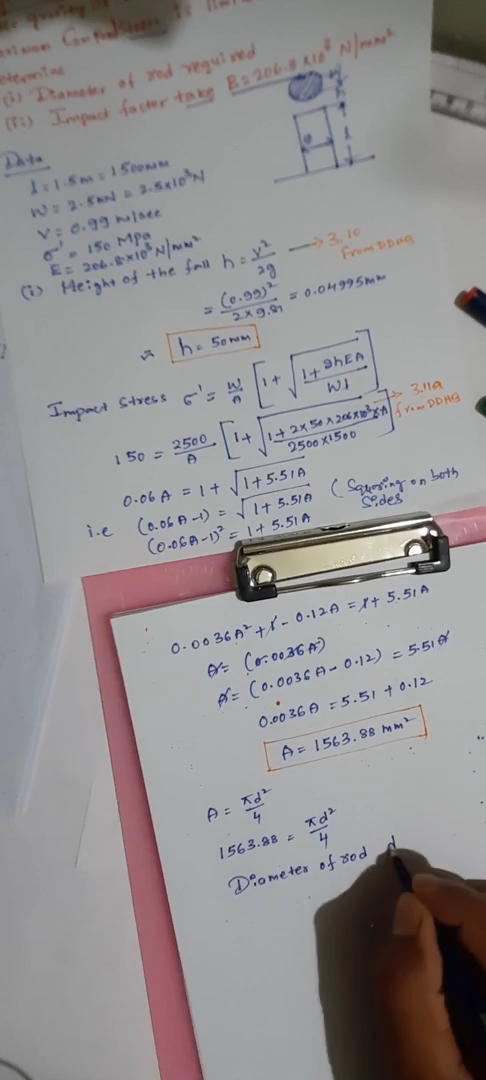 Determine
(i) Diameter of rod required
(ii) Impact factor take E = 206.8×10³ N/mm²
Data
l = 1.5m = 1500mm
W = 2.5kN = 2.5×10³N
V = 0.99 m/sec
σ' = 150 MPa
E = 206.8×10³ N/mm²
(i) Height of the fall h = v²/2g → 3.10 from DDHB
= (0.99)²/2×9.81 = 0.04995mm
∴ h = 50mm
Impact stress σ' = W/A [1 + √(1 + 2hEA/Wl)]
150 = 2500/A [1 + √(1 + 2×50×206×10³×A/2500×1500)] → 3.11a from DDHB
0.06A = 1 + √1+5.51A
i.e (0.06A-1) = √1+5.51A (Squaring on both sides
(0.06A-1)² = 1+5.51A
0.0036A² + 1 - 0.12A = 1 + 5.51A
A = (0.0036A²)
A = (0.0036A - 0.12) = 5.51A
0.0036A = 5.51 + 0.12
A = 1563.88 mm²
A = πd²/4
1563.88 = πd²/4
Diameter of rod d